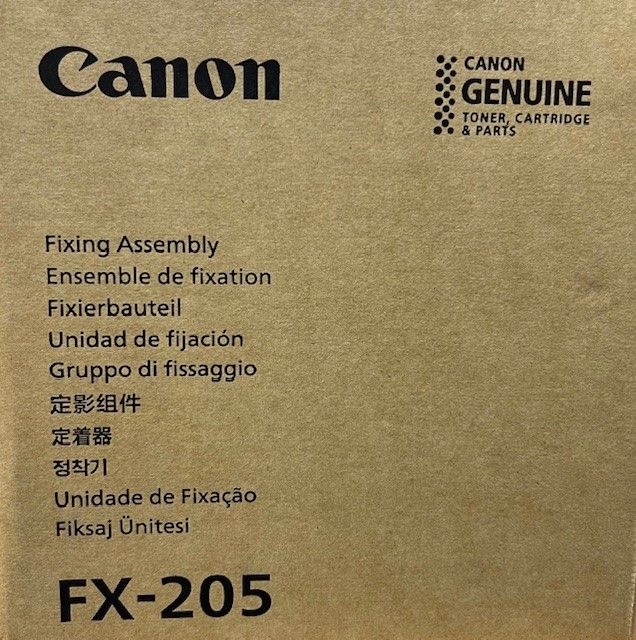 Canon
CANON
GENUINE
TONER, CARTRIDGE
& PARTS
Fixing Assembly
Ensemble de fixation
Fixierbauteil
Unidad de fijación
Gruppo di fissaggio
定影组件
定着器
정착기
Unidade de Fixação
Fiksaj Ünitesi
FX-205